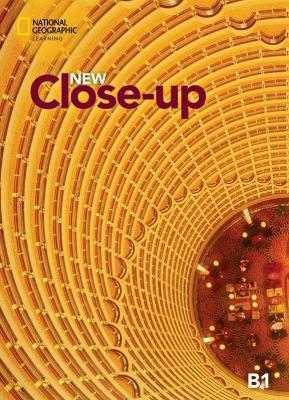 NATIONAL
GEOGRAPHIC
LEARNING
NEW
Close-up
B1